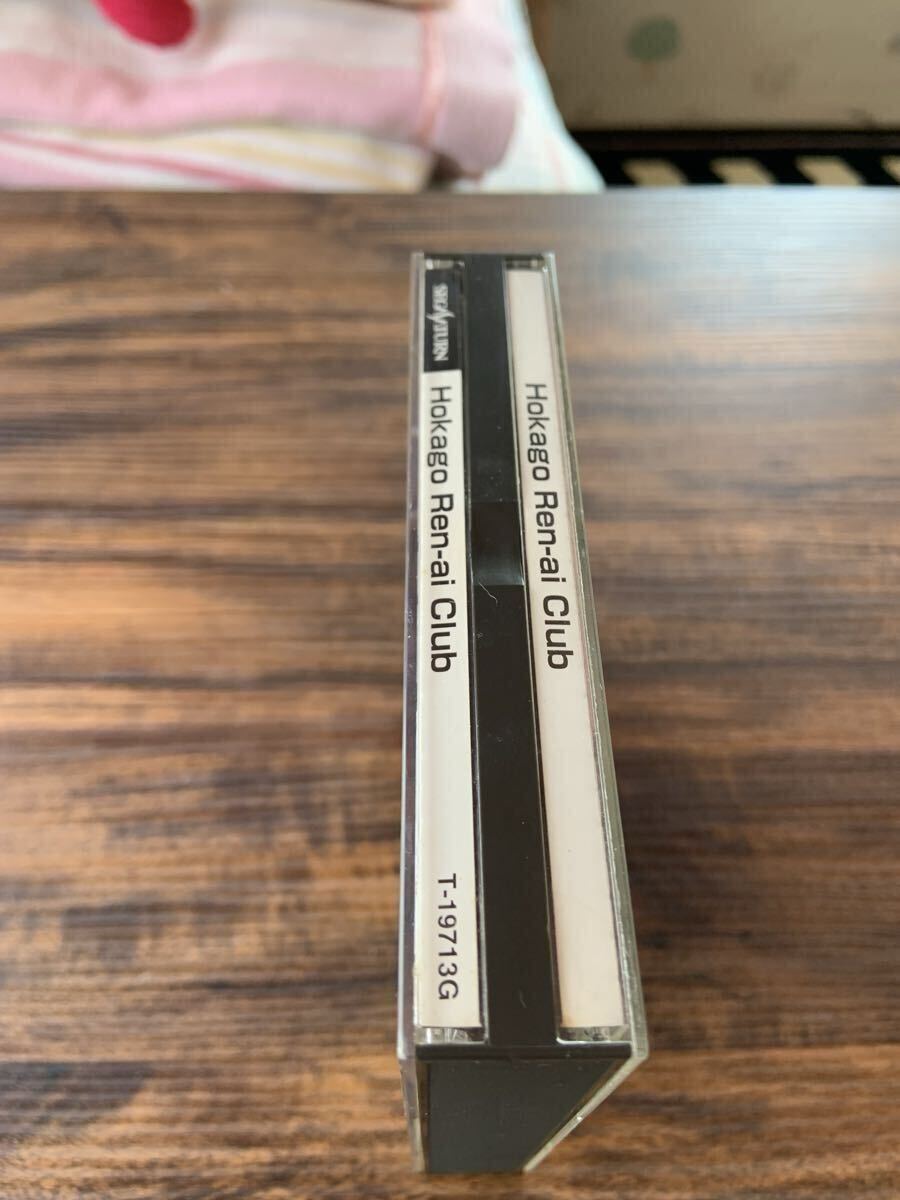 SEGA SATURN
Hokago Ren-ai Club
T-19713G
Hokago Ren-ai Club